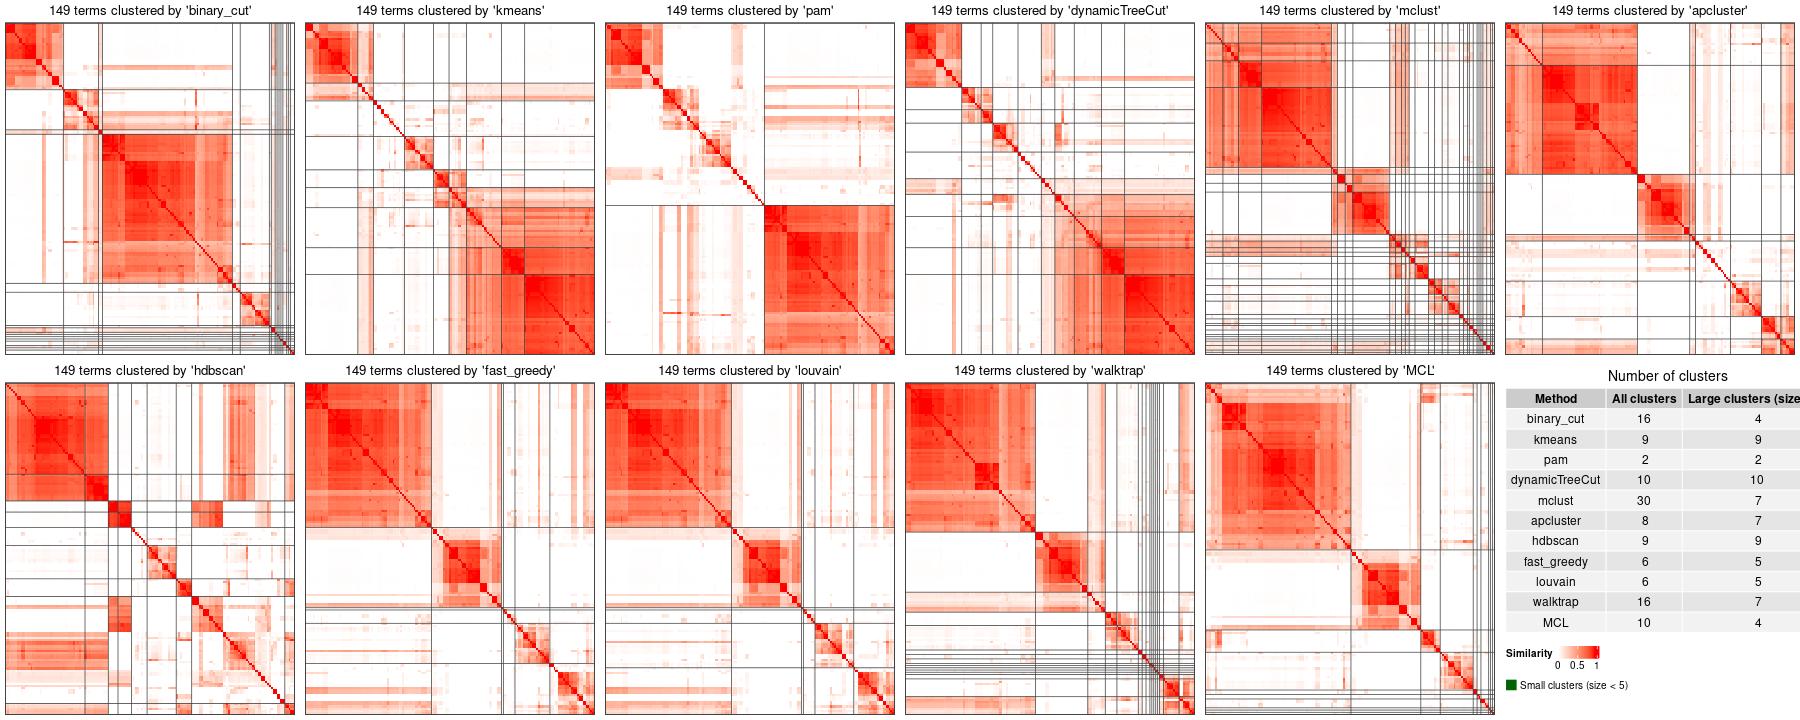 149 terms clustered by 'binary_cut'
149 terms clustered by 'kmeans'
149 terms clustered by 'pam'
149 terms clustered by 'dynamicTreeCut'
149 terms clustered by 'mclust'
149 terms clustered by 'apcluster'
149 terms clustered by 'hdbscan'
149 terms clustered by 'fast_greedy'
149 terms clustered by 'louvain'
149 terms clustered by 'walktrap'
149 terms clustered by 'MCL'
Number of clusters
Method All clusters Large clusters (size
binary_cut 16 4
kmeans 9 9
pam 2 2
dynamicTreeCut 10 10
mclust 30 7
apcluster 8 7
hdbscan 9 9
fast_greedy 6 5
louvain 6 5
walktrap 16 7
MCL 10 4
Similarity
0 0.5 1
Small clusters (size < 5)